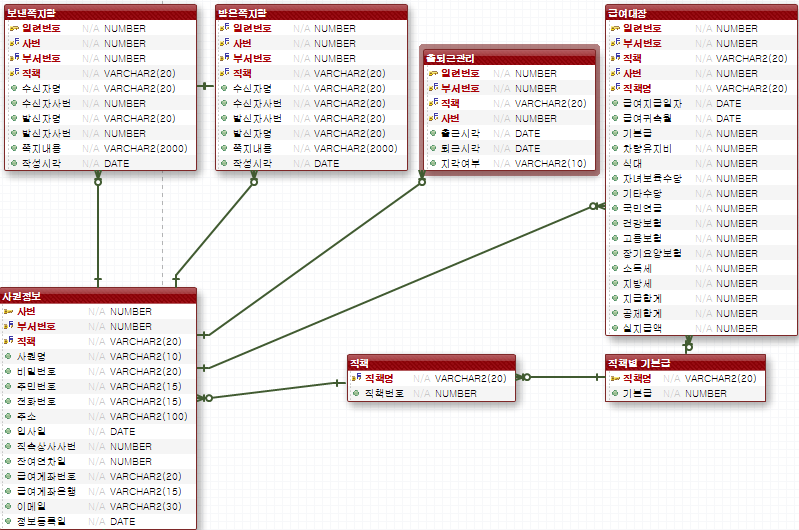 보낸쪽지함
일련번호 N/A NUMBER
사번 N/A NUMBER
부서번호 N/A NUMBER
직책 N/A VARCHAR2(20)
수신자명 N/A VARCHAR2(20)
수신자사번 N/A NUMBER
발신자명 N/A VARCHAR2(20)
발신자사번 N/A NUMBER
쪽지내용 N/A VARCHAR2(2000)
작성시각 N/A DATE
받은쪽지함
일련번호 N/A NUMBER
사번 N/A NUMBER
부서번호 N/A NUMBER
직책 N/A VARCHAR2(20)
수신자명 N/A VARCHAR2(20)
수신자사번 N/A NUMBER
발신자명 N/A VARCHAR2(20)
발신자사번 N/A NUMBER
쪽지내용 N/A VARCHAR2(2000)
작성시각 N/A DATE
출퇴근관리
일련번호 N/A NUMBER
부서번호 N/A NUMBER
직책 N/A VARCHAR2(20)
사번 N/A NUMBER
출근시각 N/A DATE
퇴근시각 N/A DATE
지각여부 N/A VARCHAR2(10)
급여대장
일련번호 N/A NUMBER
부서번호 N/A NUMBER
직책 N/A VARCHAR2(20)
사번 N/A NUMBER
직책명 N/A VARCHAR2(20)
급여지급일자 N/A DATE
급여귀속월 N/A DATE
기본급 N/A NUMBER
차량유지비 N/A NUMBER
식대 N/A NUMBER
자녀보육수당 N/A NUMBER
기타수당 N/A NUMBER
국민연금 N/A NUMBER
건강보험 N/A NUMBER
고용보험 N/A NUMBER
장기요양보험 N/A NUMBER
소득세 N/A NUMBER
지방세 N/A NUMBER
지급합계 N/A NUMBER
공제합계 N/A NUMBER
실지급액 N/A NUMBER
사원정보
사번 N/A NUMBER
부서번호 N/A NUMBER
직책 N/A VARCHAR2(20)
사원명 N/A VARCHAR2(10)
비밀번호 N/A VARCHAR2(20)
주민번호 N/A VARCHAR2(15)
전화번호 N/A VARCHAR2(15)
주소 N/A VARCHAR2(100)
입사일 N/A DATE
직속상사사번 N/A NUMBER
잔여연차일 N/A NUMBER
급여계좌번호 N/A VARCHAR2(20)
급여계좌은행 N/A VARCHAR2(15)
이메일 N/A VARCHAR2(30)
정보등록일 N/A DATE
직책
직책명 N/A VARCHAR2(20)
직책번호 N/A NUMBER
직책별 기본급
직책명 N/A VARCHAR2(20)
기본급 N/A NUMBER